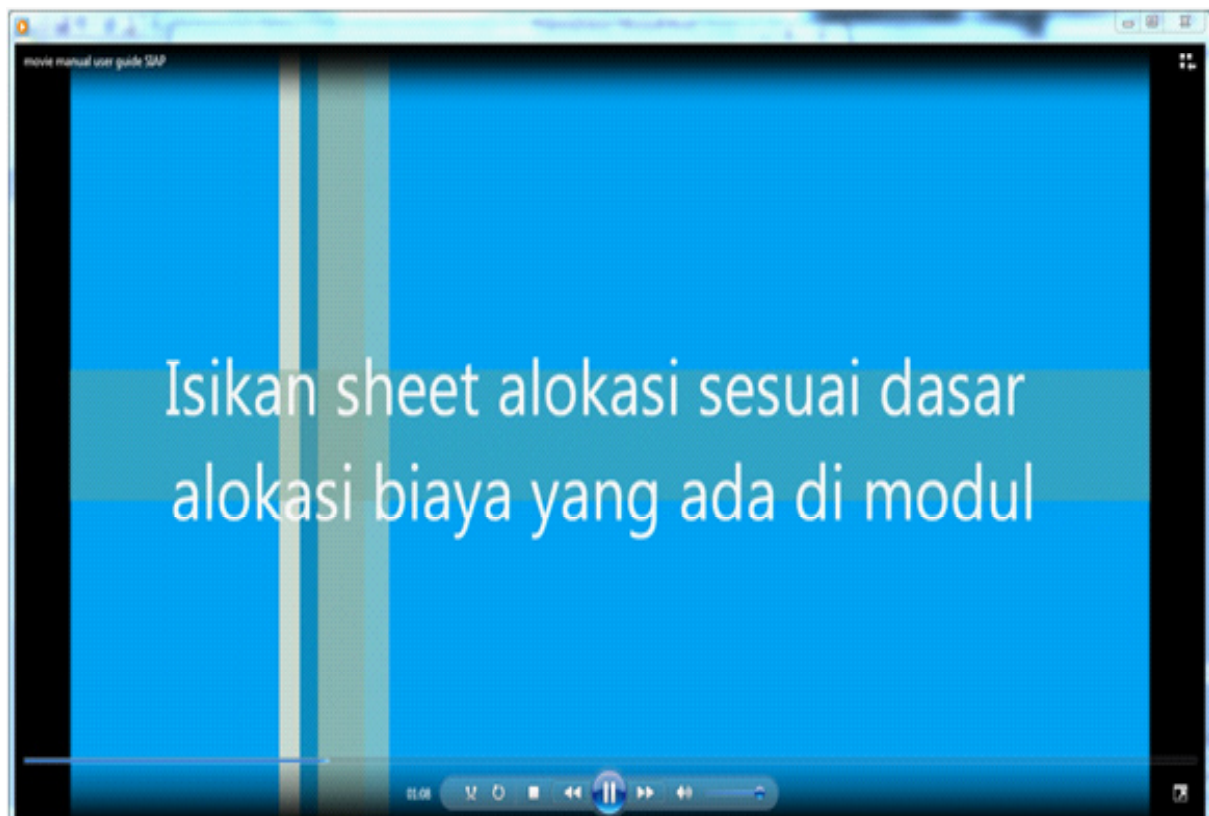 movie manual user guide SIAP
Isikan sheet alokasi sesuai dasar
alokasi biaya yang ada di modul
01:08